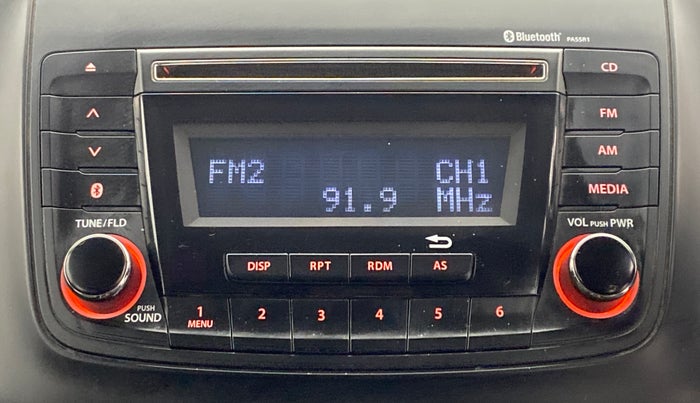 Bluetooth PA5SR1
CD
FM
AM
MEDIA
FM2 CH1
91.9 MHz
TUNE/FLD
VOL PUSH PWR
DISP RPT RDM AS
PUSH
SOUND
1 2 3 4 5 6
MENU